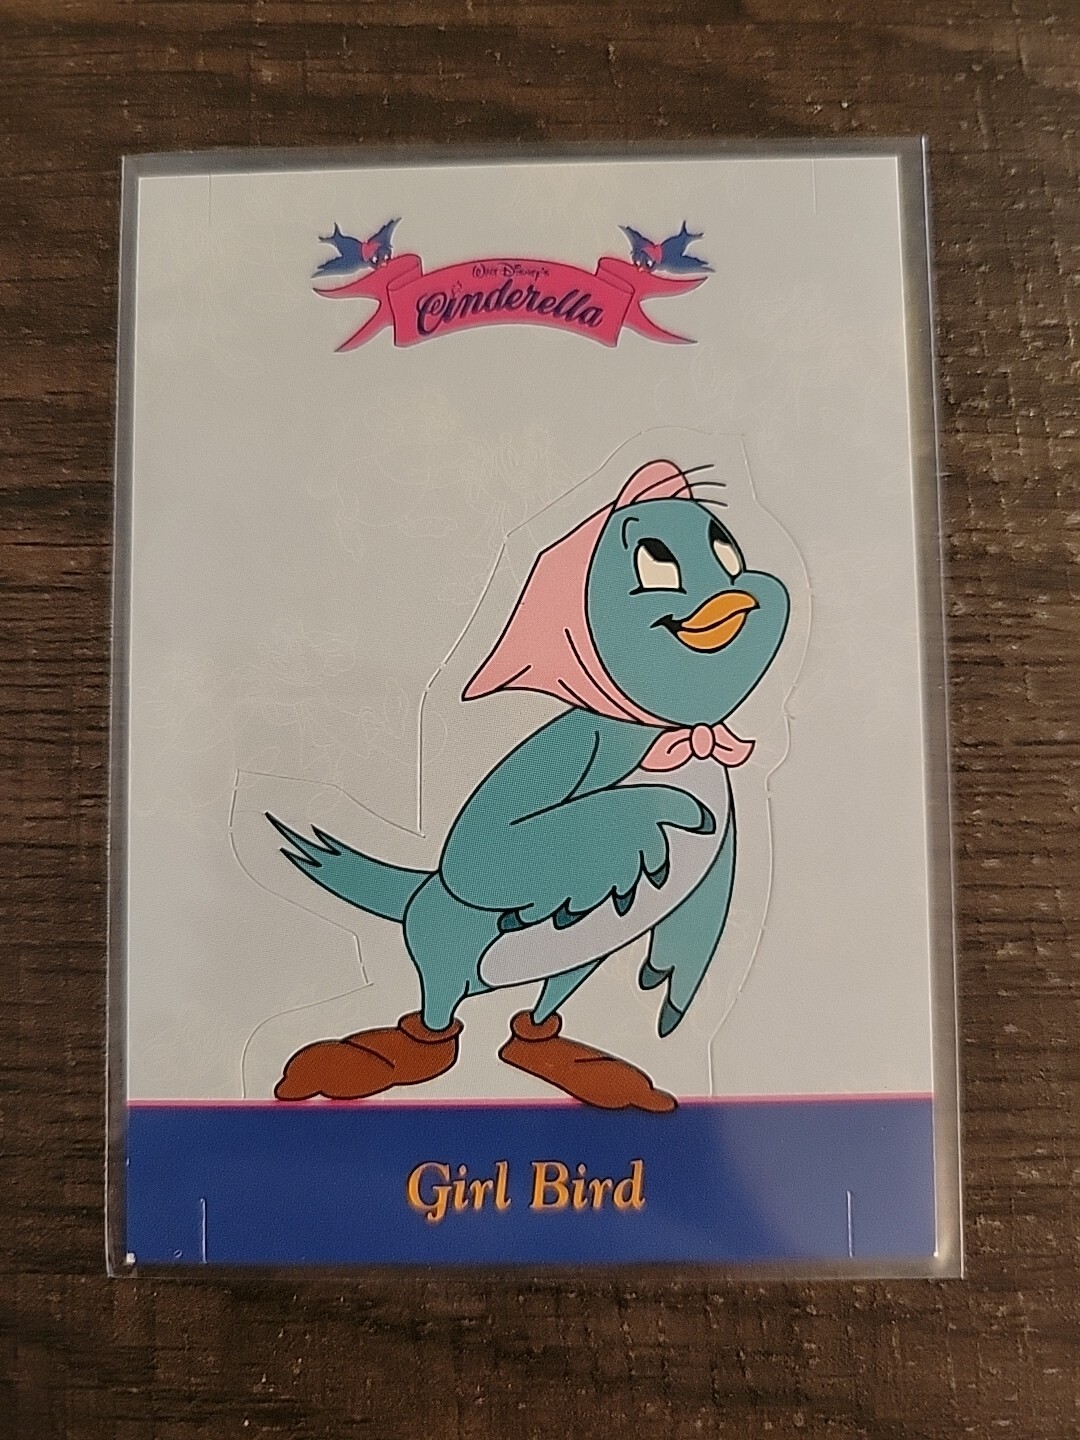 Walt Disney's
Cinderella
Girl Bird